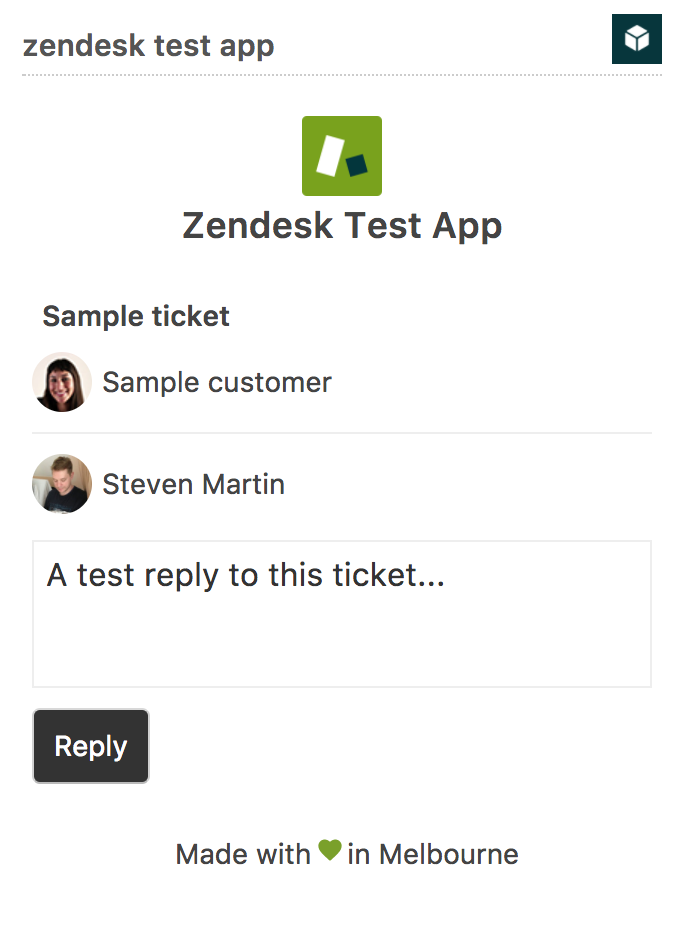 zendesk test app
Zendesk Test App
Sample ticket
Sample customer
Steven Martin
A test reply to this ticket...
Reply
Made with in Melbourne